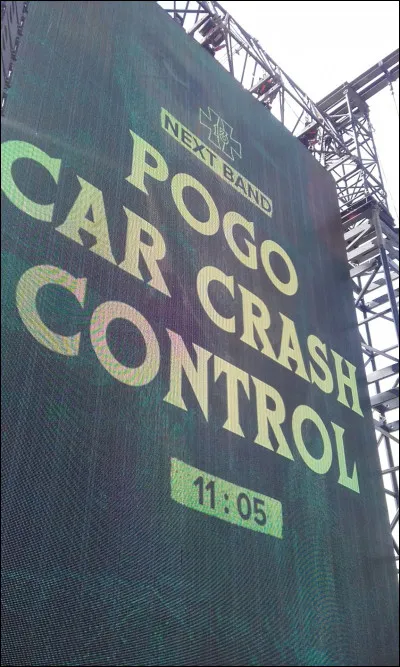 NEXT BAND
POGO
CAR CRASH
CONTROL
11:05